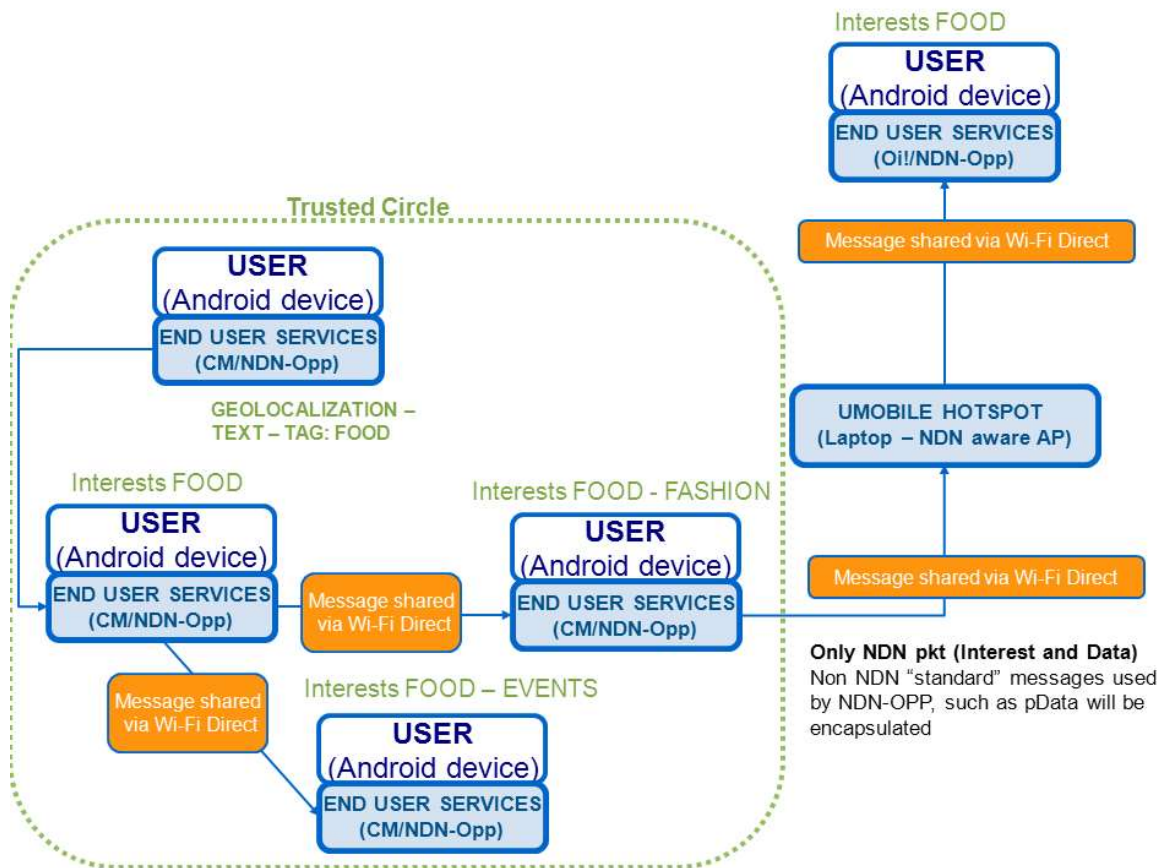 Interests FOOD
USER
(Android device)
END USER SERVICES
(Oi!/NDN-Opp)
Message shared via Wi-Fi Direct
Trusted Circle
USER
(Android device)
END USER SERVICES
(CM/NDN-Opp)
GEOLOCALIZATION –
TEXT – TAG: FOOD
UMOBILE HOTSPOT
(Laptop – NDN aware AP)
Interests FOOD
USER
(Android device)
END USER SERVICES
(CM/NDN-Opp)
Message shared
via Wi-Fi Direct
Interests FOOD - FASHION
USER
(Android device)
END USER SERVICES
(CM/NDN-Opp)
Message shared via Wi-Fi Direct
Message shared
via Wi-Fi Direct
Interests FOOD – EVENTS
USER
(Android device)
END USER SERVICES
(CM/NDN-Opp)
Only NDN pkt (Interest and Data)
Non NDN “standard” messages used
by NDN-OPP, such as pData will be
encapsulated